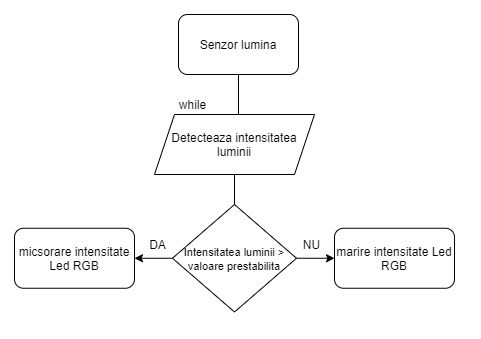 Senzor lumina
while
Detecteaza intensitatea
luminii
DA
NU
micsorare intensitate
Led RGB
Intensitatea luminii >
valoare prestabilita
marire intensitate Led
RGB